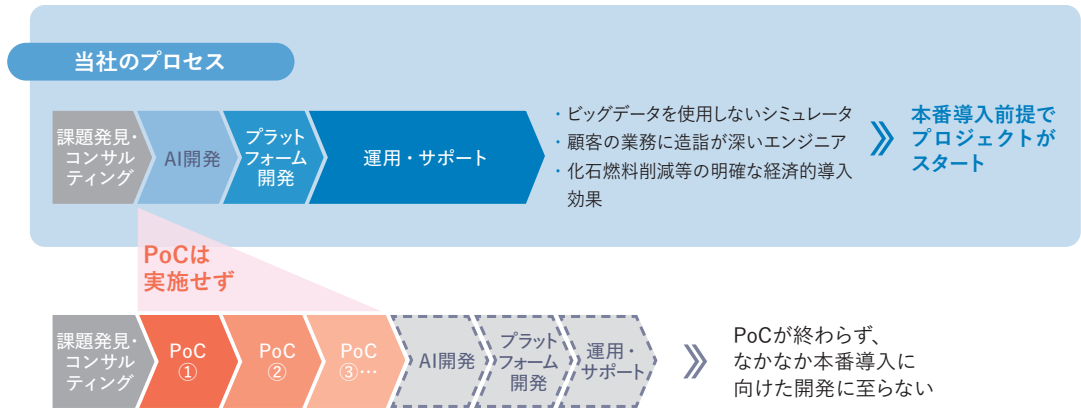 当社のプロセス
課題発見・
コンサル
ティング
AI開発
プラット
フォーム
開発
運用・サポート
・ビッグデータを使用しないシミュレータ
・顧客の業務に造詣が深いエンジニア
・化石燃料削減等の明確な経済的導入
効果
本番導入前提で
プロジェクトが
スタート
PoCは
実施せず
課題発見・
コンサル
ティング
PoC
①
PoC
②
PoC
③…
AI開発
プラット
フォーム
開発
運用・
サポート
PoCが終わらず、
なかなか本番導入に
向けた開発に至らない